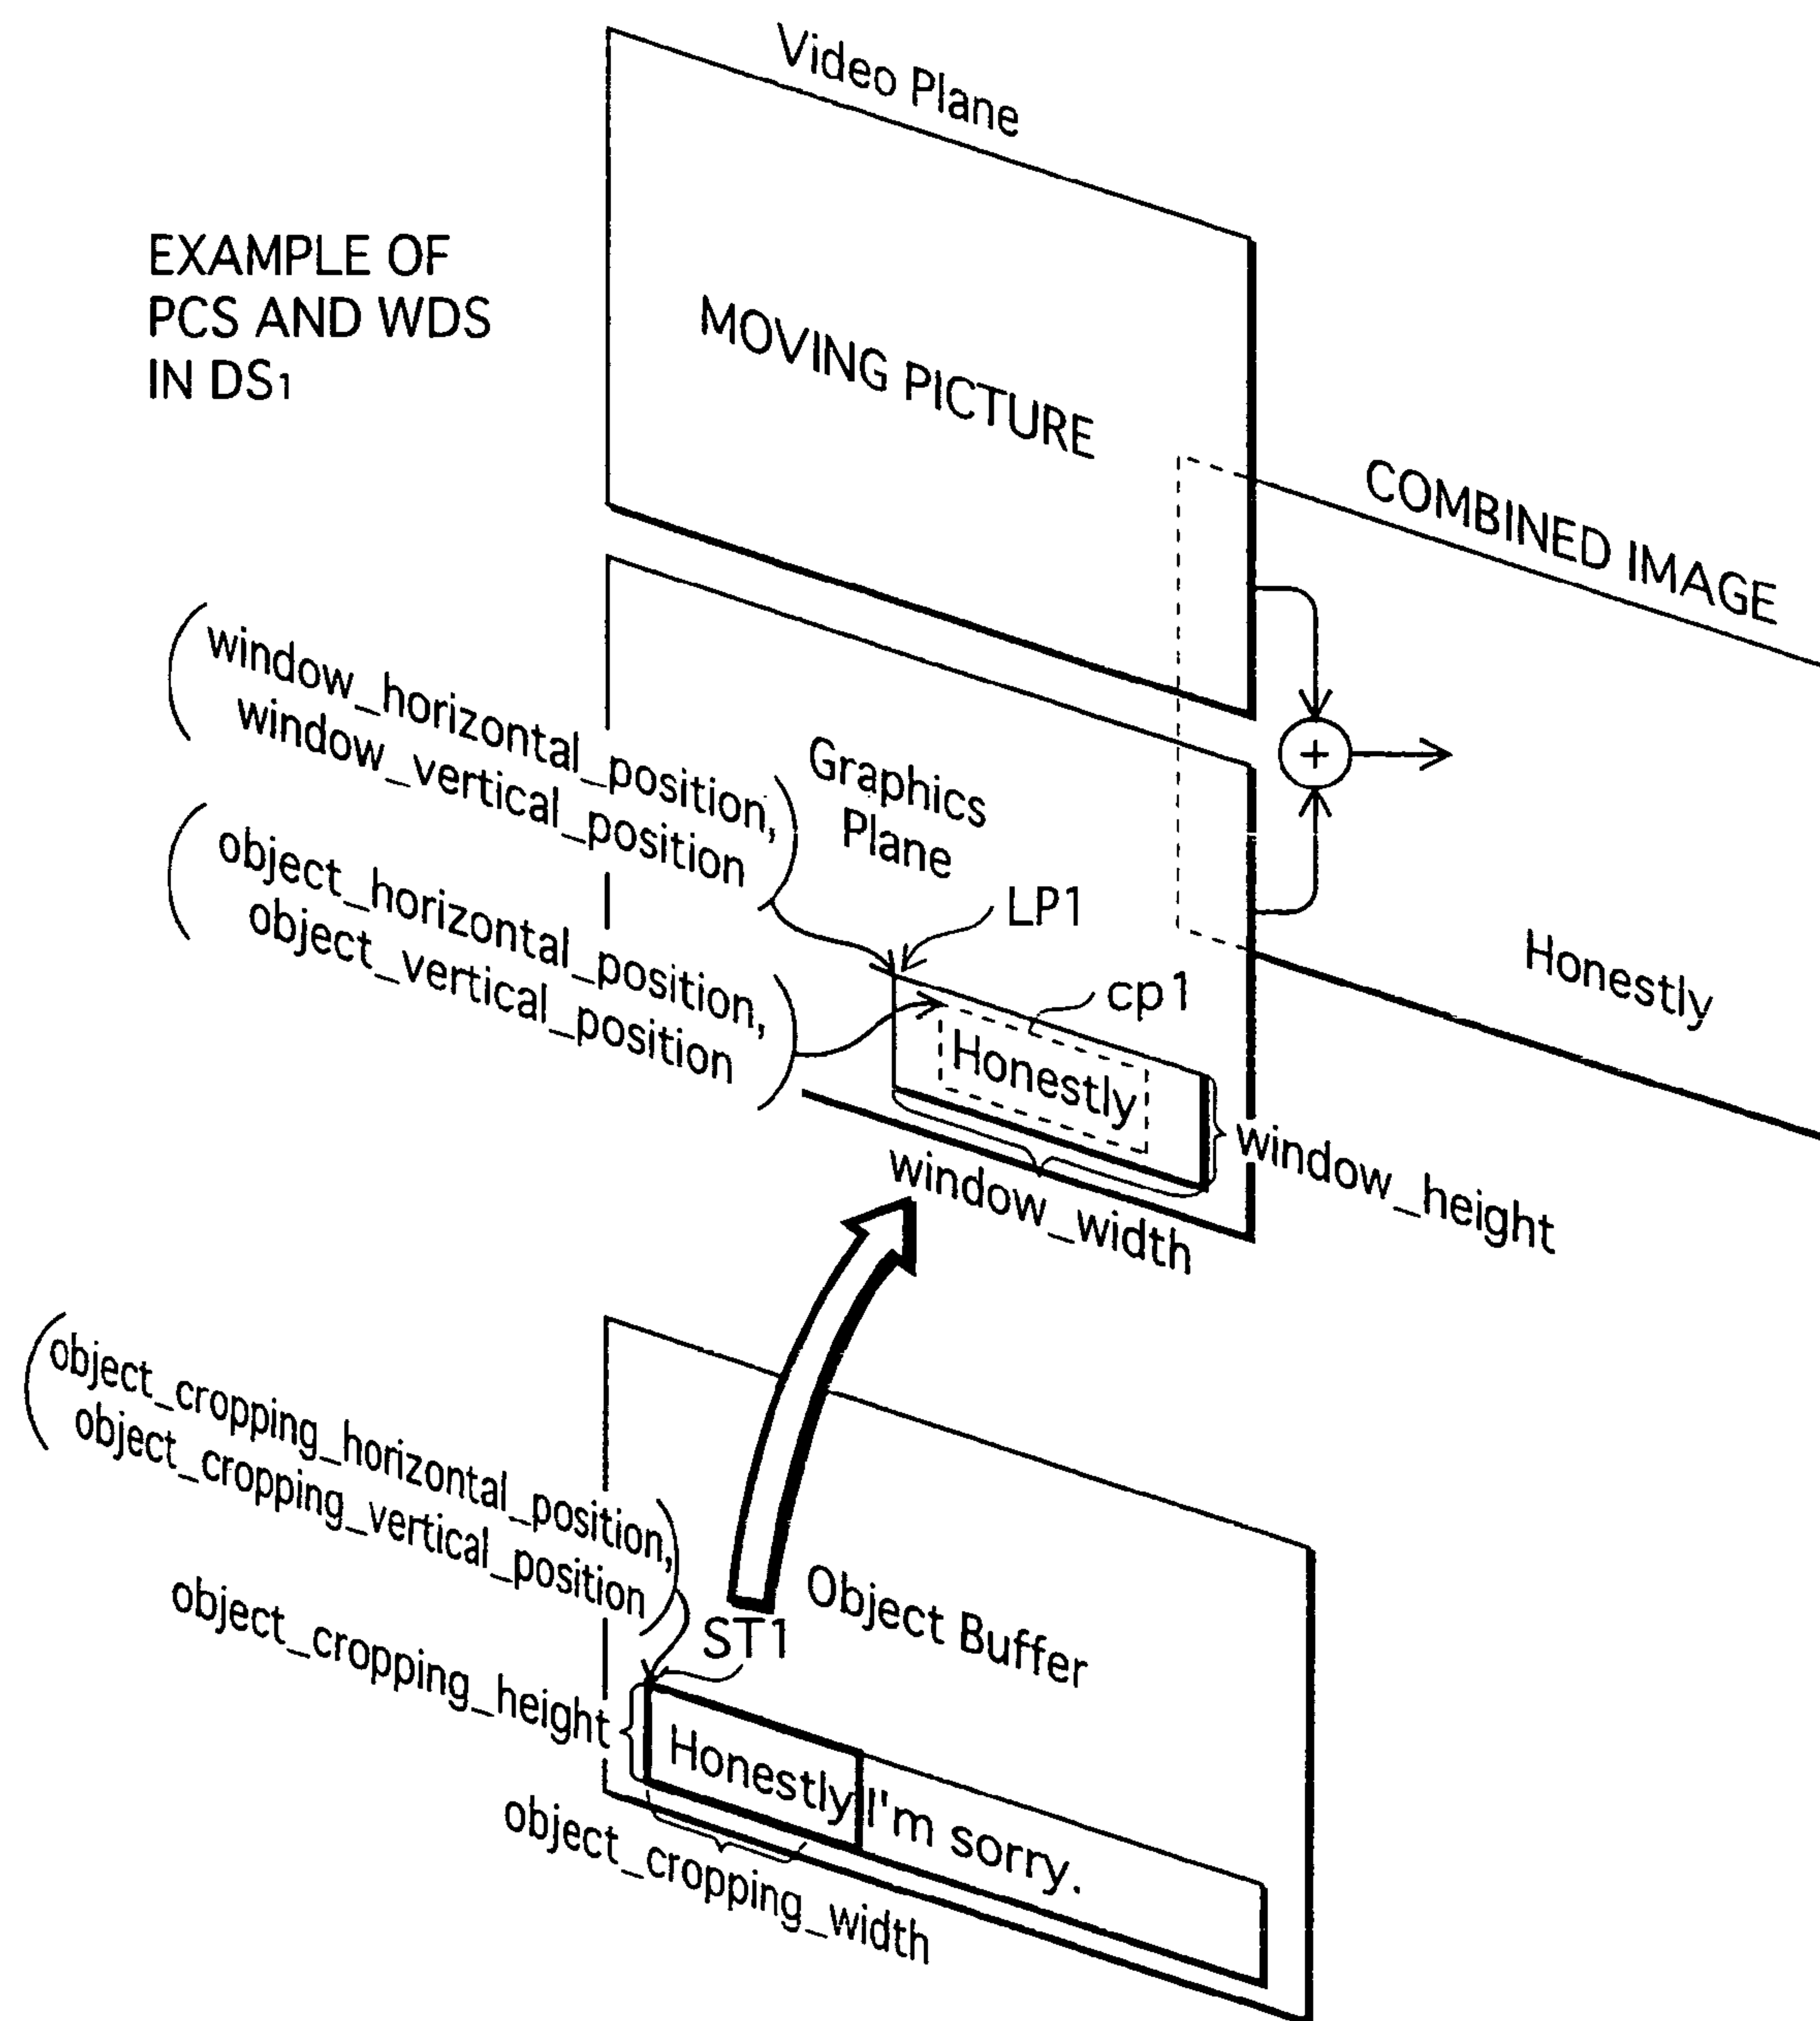 Video Plane
EXAMPLE OF
PCS AND WDS
IN DS1
MOVING PICTURE
COMBINED IMAGE
(window_horizontal_position,
window_vertical_position)
Graphics
Plane
+
(object_horizontal_position,
object_vertical_position)
LP1
cp1
Honestly
Honestly
window_height
window_width
(object_cropping_horizontal_position,
object_cropping_vertical_position)
Object Buffer
ST1
object_cropping_height
Honestly I'm sorry.
object_cropping_width